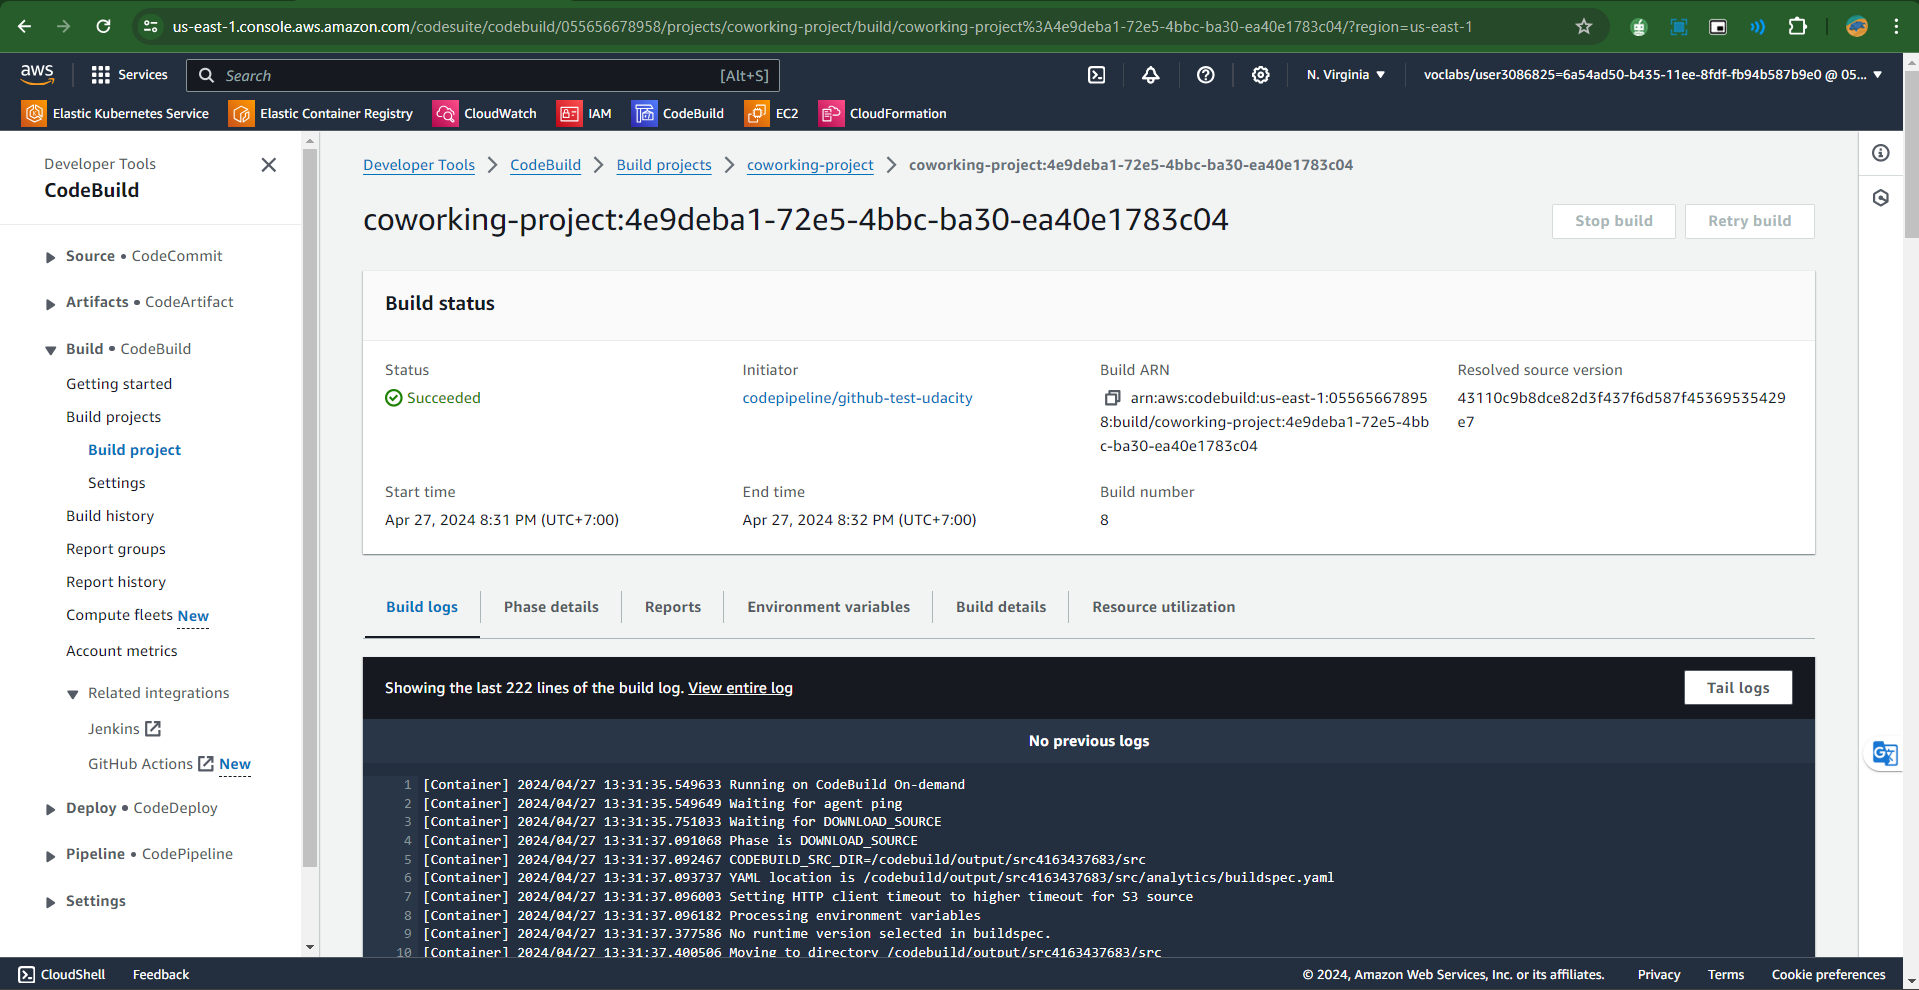 us-east-1.console.aws.amazon.com/codesuite/codebuild/055656678958/projects/coworking-project/build/coworking-project%3A4e9deba1-72e5-4bbc-ba30-ea40e1783c04/?region=us-east-1
aws
Services
Search
[Alt+S]
N. Virginia
voclabs/user3086825=6a54ad50-b435-11ee-8fdf-fb94b587b9e0 @ 05...
Elastic Kubernetes Service
Elastic Container Registry
CloudWatch
IAM
CodeBuild
EC2
CloudFormation
Developer Tools
CodeBuild
Source • CodeCommit
Artifacts • CodeArtifact
Build • CodeBuild
Getting started
Build projects
Build project
Settings
Build history
Report groups
Report history
Compute fleets New
Account metrics
Related integrations
Jenkins
GitHub Actions New
Deploy • CodeDeploy
Pipeline • CodePipeline
Settings
Developer Tools
CodeBuild
Build projects
coworking-project
coworking-project:4e9deba1-72e5-4bbc-ba30-ea40e1783c04
coworking-project:4e9deba1-72e5-4bbc-ba30-ea40e1783c04
Stop build
Retry build
Build status
Status
Succeeded
Initiator
codepipeline/github-test-udacity
Build ARN
arn:aws:codebuild:us-east-1:05565667895
8:build/coworking-project:4e9deba1-72e5-4bb
c-ba30-ea40e1783c04
Resolved source version
43110c9b8dce82d3f437f6d587f45369535429
e7
Start time
Apr 27, 2024 8:31 PM (UTC+7:00)
End time
Apr 27, 2024 8:32 PM (UTC+7:00)
Build number
8
Build logs
Phase details
Reports
Environment variables
Build details
Resource utilization
Showing the last 222 lines of the build log. View entire log
Tail logs
No previous logs
1 [Container] 2024/04/27 13:31:35.549633 Running on CodeBuild On-demand
2 [Container] 2024/04/27 13:31:35.549649 Waiting for agent ping
3 [Container] 2024/04/27 13:31:35.751033 Waiting for DOWNLOAD_SOURCE
4 [Container] 2024/04/27 13:31:37.091068 Phase is DOWNLOAD_SOURCE
5 [Container] 2024/04/27 13:31:37.092467 CODEBUILD_SRC_DIR=/codebuild/output/src4163437683/src
6 [Container] 2024/04/27 13:31:37.093737 YAML location is /codebuild/output/src4163437683/src/analytics/buildspec.yaml
7 [Container] 2024/04/27 13:31:37.096003 Setting HTTP client timeout to higher timeout for S3 source
8 [Container] 2024/04/27 13:31:37.096182 Processing environment variables
9 [Container] 2024/04/27 13:31:37.377586 No runtime version selected in buildspec.
10 [Container] 2024/04/27 13:31:37.400506 Moving to directory /codebuild/output/src4163437683/src
CloudShell
Feedback
© 2024, Amazon Web Services, Inc. or its affiliates.
Privacy
Terms
Cookie preferences